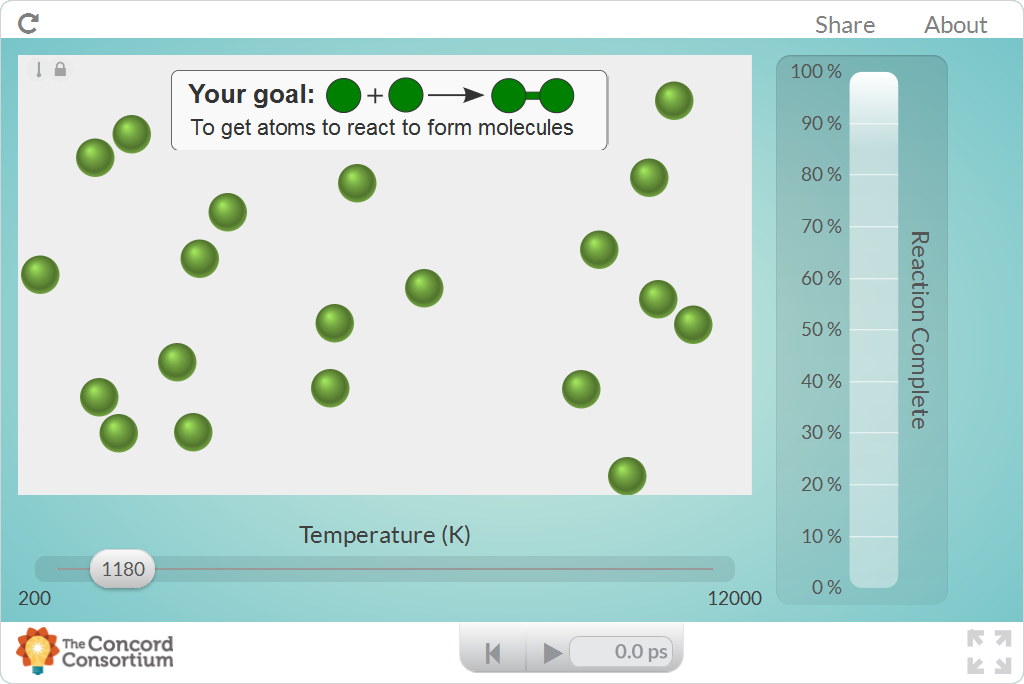 Share About
Your goal: + →
To get atoms to react to form molecules
100 %
90 %
80 %
70 %
60 %
50 %
40 %
30 %
20 %
10 %
0 %
Reaction Complete
Temperature (K)
1180
200 12000
The Concord
Consortium
0.0 ps